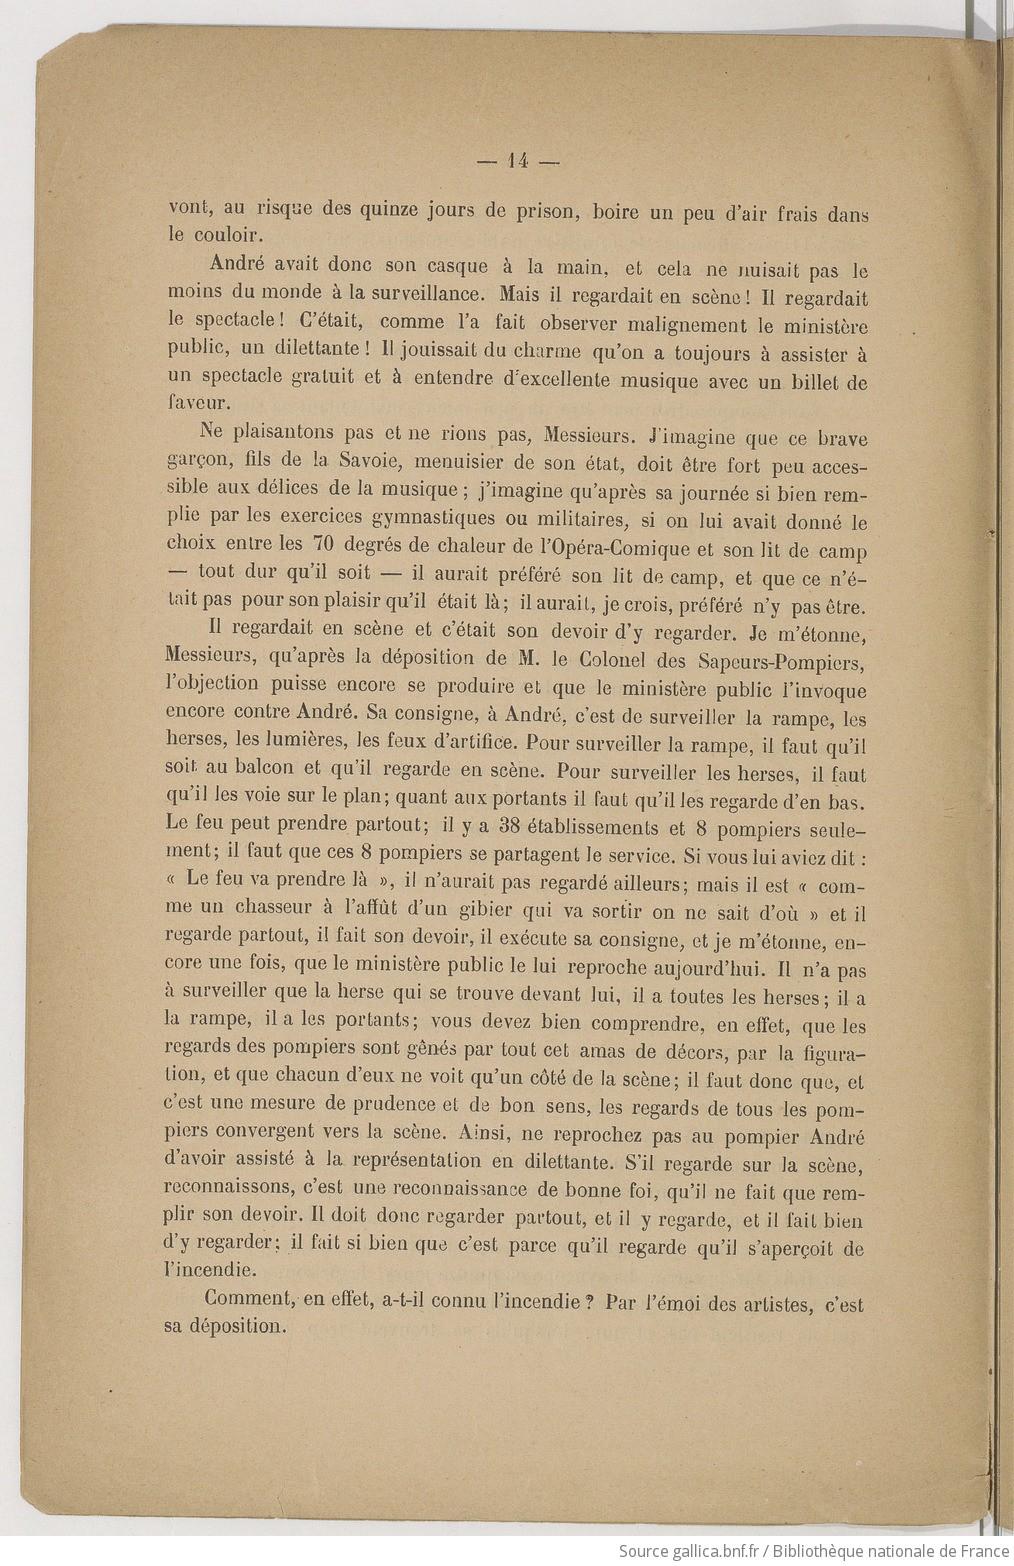 — 14 —
vont, au risque des quinze jours de prison, boire un peu d'air frais dans
le couloir.
André avait donc son casque à la main, et cela ne nuisait pas le
moins du monde à la surveillance. Mais il regardait en scène ! Il regardait
le spectacle ! C'était, comme l'a fait observer malignement le ministère
public, un dilettante ! Il jouissait du charme qu'on a toujours à assister à
un spectacle gratuit et à entendre d'excellente musique avec un billet de
faveur.
Ne plaisantons pas et ne rions pas, Messieurs. J'imagine que ce brave
garçon, fils de la Savoie, menuisier de son état, doit être fort peu acces-
sible aux délices de la musique ; j'imagine qu'après sa journée si bien rem-
plie par les exercices gymnastiques ou militaires, si on lui avait donné le
choix entre les 70 degrés de chaleur de l'Opéra-Comique et son lit de camp
— tout dur qu'il soit — il aurait préféré son lit de camp, et que ce n'é-
tait pas pour son plaisir qu'il était là ; il aurait, je crois, préféré n'y pas être.
Il regardait en scène et c'était son devoir d'y regarder. Je m'étonne,
Messieurs, qu'après la déposition de M. le Colonel des Sapeurs-Pompiers,
l'objection puisse encore se produire et que le ministère public l'invoque
encore contre André. Sa consigne, à André, c'est de surveiller la rampe, les
herses, les lumières, les feux d'artifice. Pour surveiller la rampe, il faut qu'il
soit au balcon et qu'il regarde en scène. Pour surveiller les herses, il faut
qu'il les voie sur le plan ; quant aux portants il faut qu'il les regarde d'en bas.
Le feu peut prendre partout ; il y a 38 établissements et 8 pompiers seule-
ment ; il faut que ces 8 pompiers se partagent le service. Si vous lui aviez dit :
« Le feu va prendre là », il n'aurait pas regardé ailleurs ; mais il est « com-
me un chasseur à l'affût d'un gibier qui va sortir on ne sait d'où » et il
regarde partout, il fait son devoir, il exécute sa consigne, et je m'étonne, en-
core une fois, que le ministère public le lui reproche aujourd'hui. Il n'a pas
à surveiller que la herse qui se trouve devant lui, il a toutes les herses ; il a
la rampe, il a les portants ; vous devez bien comprendre, en effet, que les
regards des pompiers sont gênés par tout cet amas de décors, par la figura-
tion, et que chacun d'eux ne voit qu'un côté de la scène ; il faut donc que, et
c'est une mesure de prudence et de bon sens, les regards de tous les pom-
piers convergent vers la scène. Ainsi, ne reprochez pas au pompier André
d'avoir assisté à la représentation en dilettante. S'il regarde sur la scène,
reconnaissons, c'est une reconnaissance de bonne foi, qu'il ne fait que rem-
plir son devoir. Il doit donc regarder partout, et il y regarde, et il fait bien
d'y regarder ; il fait si bien que c'est parce qu'il regarde qu'il s'aperçoit de
l'incendie.
Comment, en effet, a-t-il connu l'incendie ? Par l'émoi des artistes, c'est
sa déposition.
Source gallica.bnf.fr / Bibliothèque nationale de France